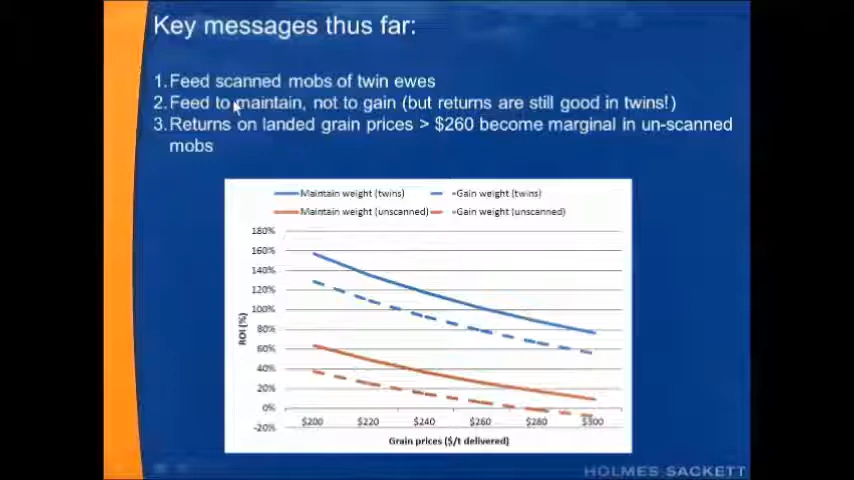 Key messages thus far:
1. Feed scanned mobs of twin ewes
2. Feed to maintain, not to gain (but returns are still good in twins!)
3. Returns on landed grain prices > $260 become marginal in un-scanned
mobs
Maintain weight (twins) Gain weight (twins)
Maintain weight (unscanned) Gain weight (unscanned)
180%
160%
140%
120%
100%
80%
60%
40%
20%
0%
-20%
ROI (%)
$200 $220 $240 $260 $280 $300
Grain prices ($/t delivered)
HOLMES SACKETT